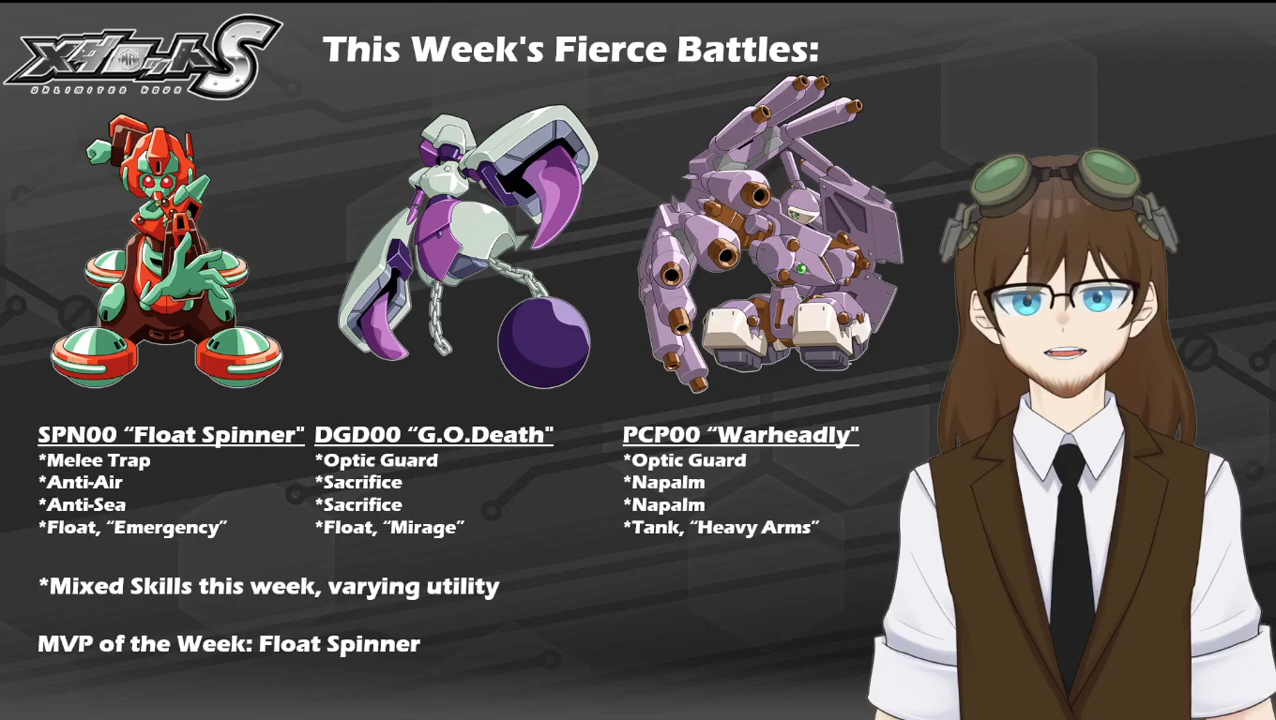 メダロットS
UNLIMITED NOVA
This Week's Fierce Battles:
SPN00 “Float Spinner"
*Melee Trap
*Anti-Air
*Anti-Sea
*Float, “Emergency”
DGD00 “G.O.Death"
*Optic Guard
*Sacrifice
*Sacrifice
*Float, “Mirage”
PCP00 “Warheadly"
*Optic Guard
*Napalm
*Napalm
*Tank, “Heavy Arms”
*Mixed Skills this week, varying utility
MVP of the Week: Float Spinner